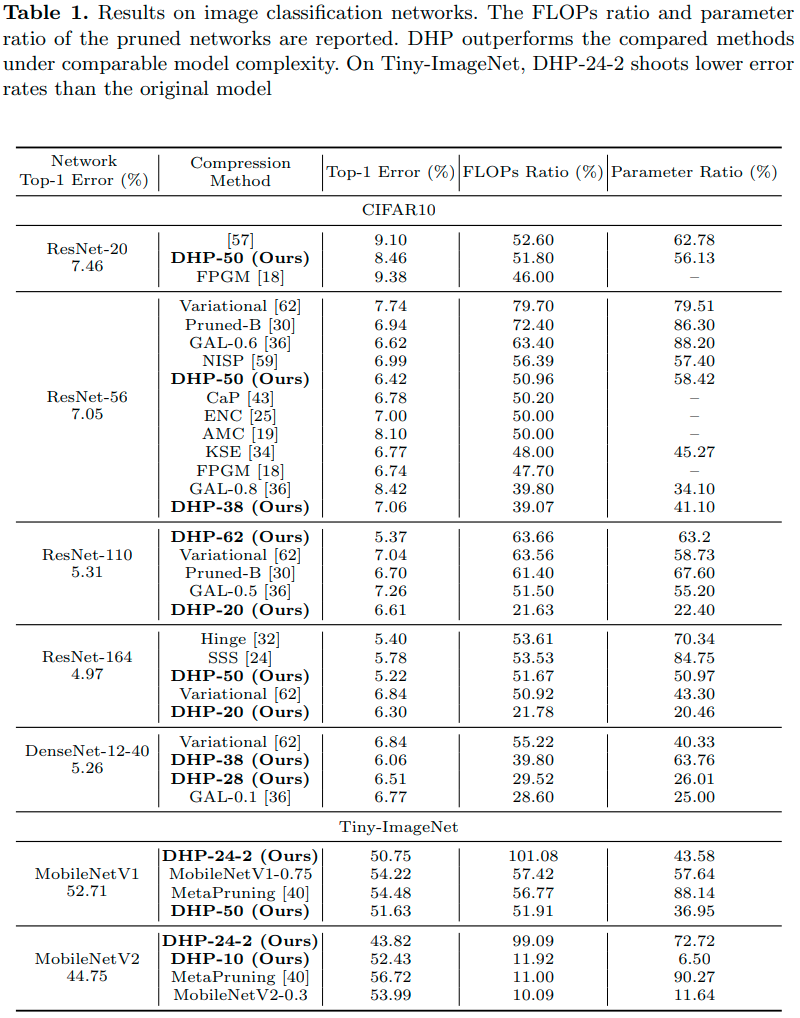 Table 1. Results on image classification networks. The FLOPs ratio and parameter
ratio of the pruned networks are reported. DHP outperforms the compared methods
under comparable model complexity. On Tiny-ImageNet, DHP-24-2 shoots lower error
rates than the original model
Network Top-1 Error (%) Compression Method Top-1 Error (%) FLOPs Ratio (%) Parameter Ratio (%)
CIFAR10
ResNet-20
7.46
[57] 9.10 52.60 62.78
DHP-50 (Ours) 8.46 51.80 56.13
FPGM [18] 9.38 46.00 –
ResNet-56
7.05
Variational [62] 7.74 79.70 79.51
Pruned-B [30] 6.94 72.40 86.30
GAL-0.6 [36] 6.62 63.40 88.20
NISP [59] 6.99 56.39 57.40
DHP-50 (Ours) 6.42 50.96 58.42
CaP [43] 6.78 50.20 –
ENC [25] 7.00 50.00 –
AMC [19] 8.10 50.00 –
KSE [34] 6.77 48.00 45.27
FPGM [18] 6.74 47.70 –
GAL-0.8 [36] 8.42 39.80 34.10
DHP-38 (Ours) 7.06 39.07 41.10
ResNet-110
5.31
DHP-62 (Ours) 5.37 63.66 63.2
Variational [62] 7.04 63.56 58.73
Pruned-B [30] 6.70 61.40 67.60
GAL-0.5 [36] 7.26 51.50 55.20
DHP-20 (Ours) 6.61 21.63 22.40
ResNet-164
4.97
Hinge [32] 5.40 53.61 70.34
SSS [24] 5.78 53.53 84.75
DHP-50 (Ours) 5.22 51.67 50.97
Variational [62] 6.84 50.92 43.30
DHP-20 (Ours) 6.30 21.78 20.46
DenseNet-12-40
5.26
Variational [62] 6.84 55.22 40.33
DHP-38 (Ours) 6.06 39.80 63.76
DHP-28 (Ours) 6.51 29.52 26.01
GAL-0.1 [36] 6.77 28.60 25.00
Tiny-ImageNet
MobileNetV1
52.71
DHP-24-2 (Ours) 50.75 101.08 43.58
MobileNetV1-0.75 54.22 57.42 57.64
MetaPruning [40] 54.48 56.77 88.14
DHP-50 (Ours) 51.63 51.91 36.95
MobileNetV2
44.75
DHP-24-2 (Ours) 43.82 99.09 72.72
DHP-10 (Ours) 52.43 11.92 6.50
MetaPruning [40] 56.72 11.00 90.27
MobileNetV2-0.3 53.99 10.09 11.64